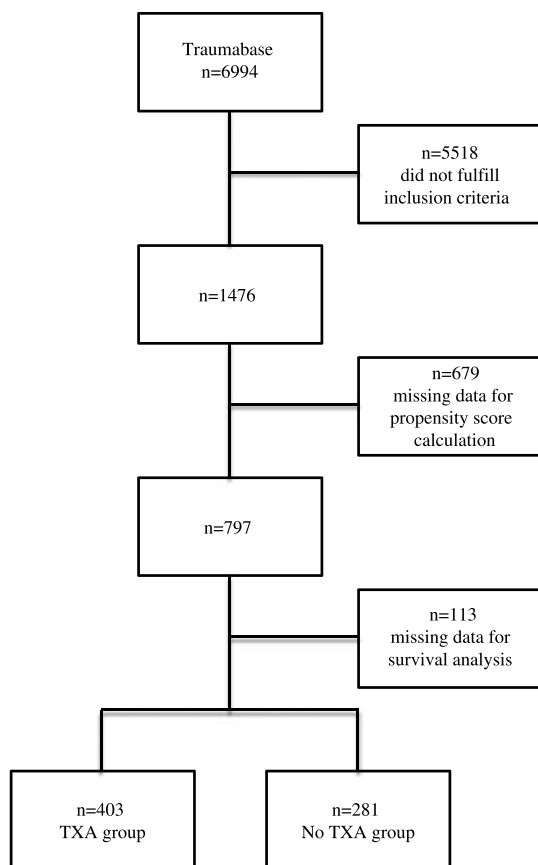 Traumabase
n=6994
n=5518
did not fulfill
inclusion criteria
n=1476
n=679
missing data for
propensity score
calculation
n=797
n=113
missing data for
survival analysis
n=403
TXA group
n=281
No TXA group